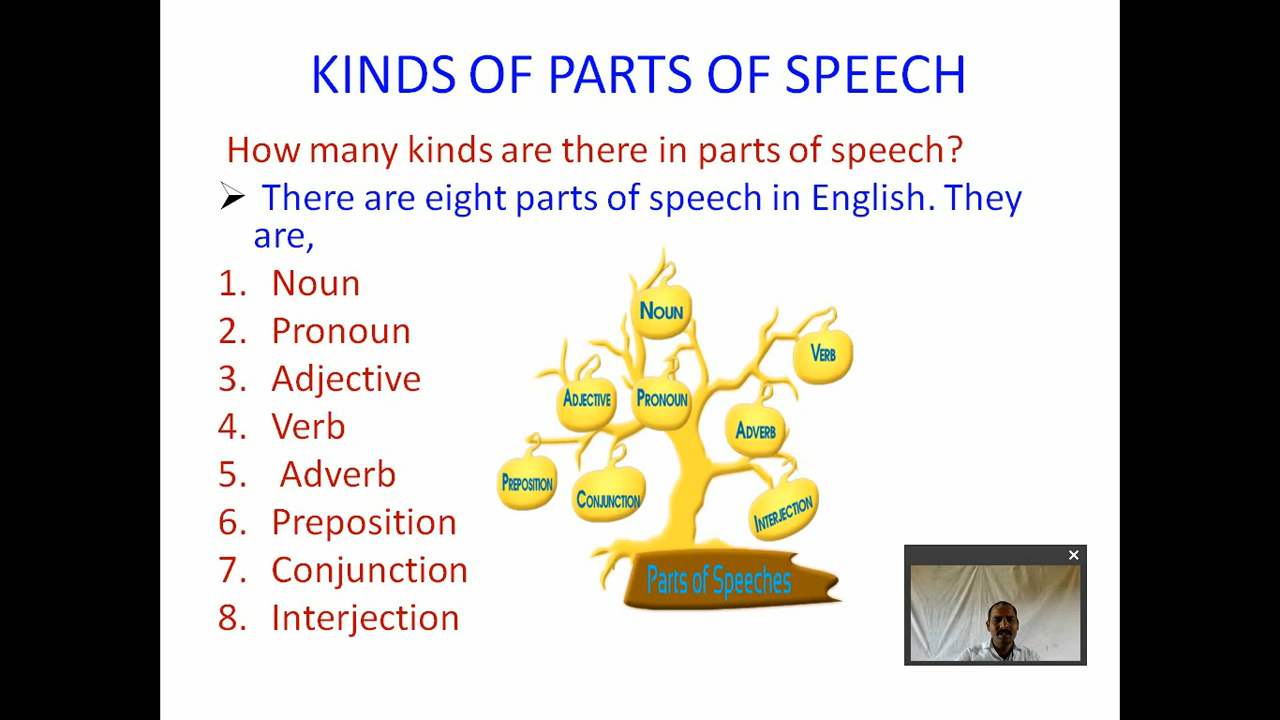 KINDS OF PARTS OF SPEECH
How many kinds are there in parts of speech?
There are eight parts of speech in English. They
are,
1. Noun
2. Pronoun
3. Adjective
4. Verb
5. Adverb
6. Preposition
7. Conjunction
8. Interjection
NOUN
VERB
ADJECTIVE
PRONOUN
ADVERB
PREPOSITION
CONJUNCTION
INTERJECTION
Parts of Speeches